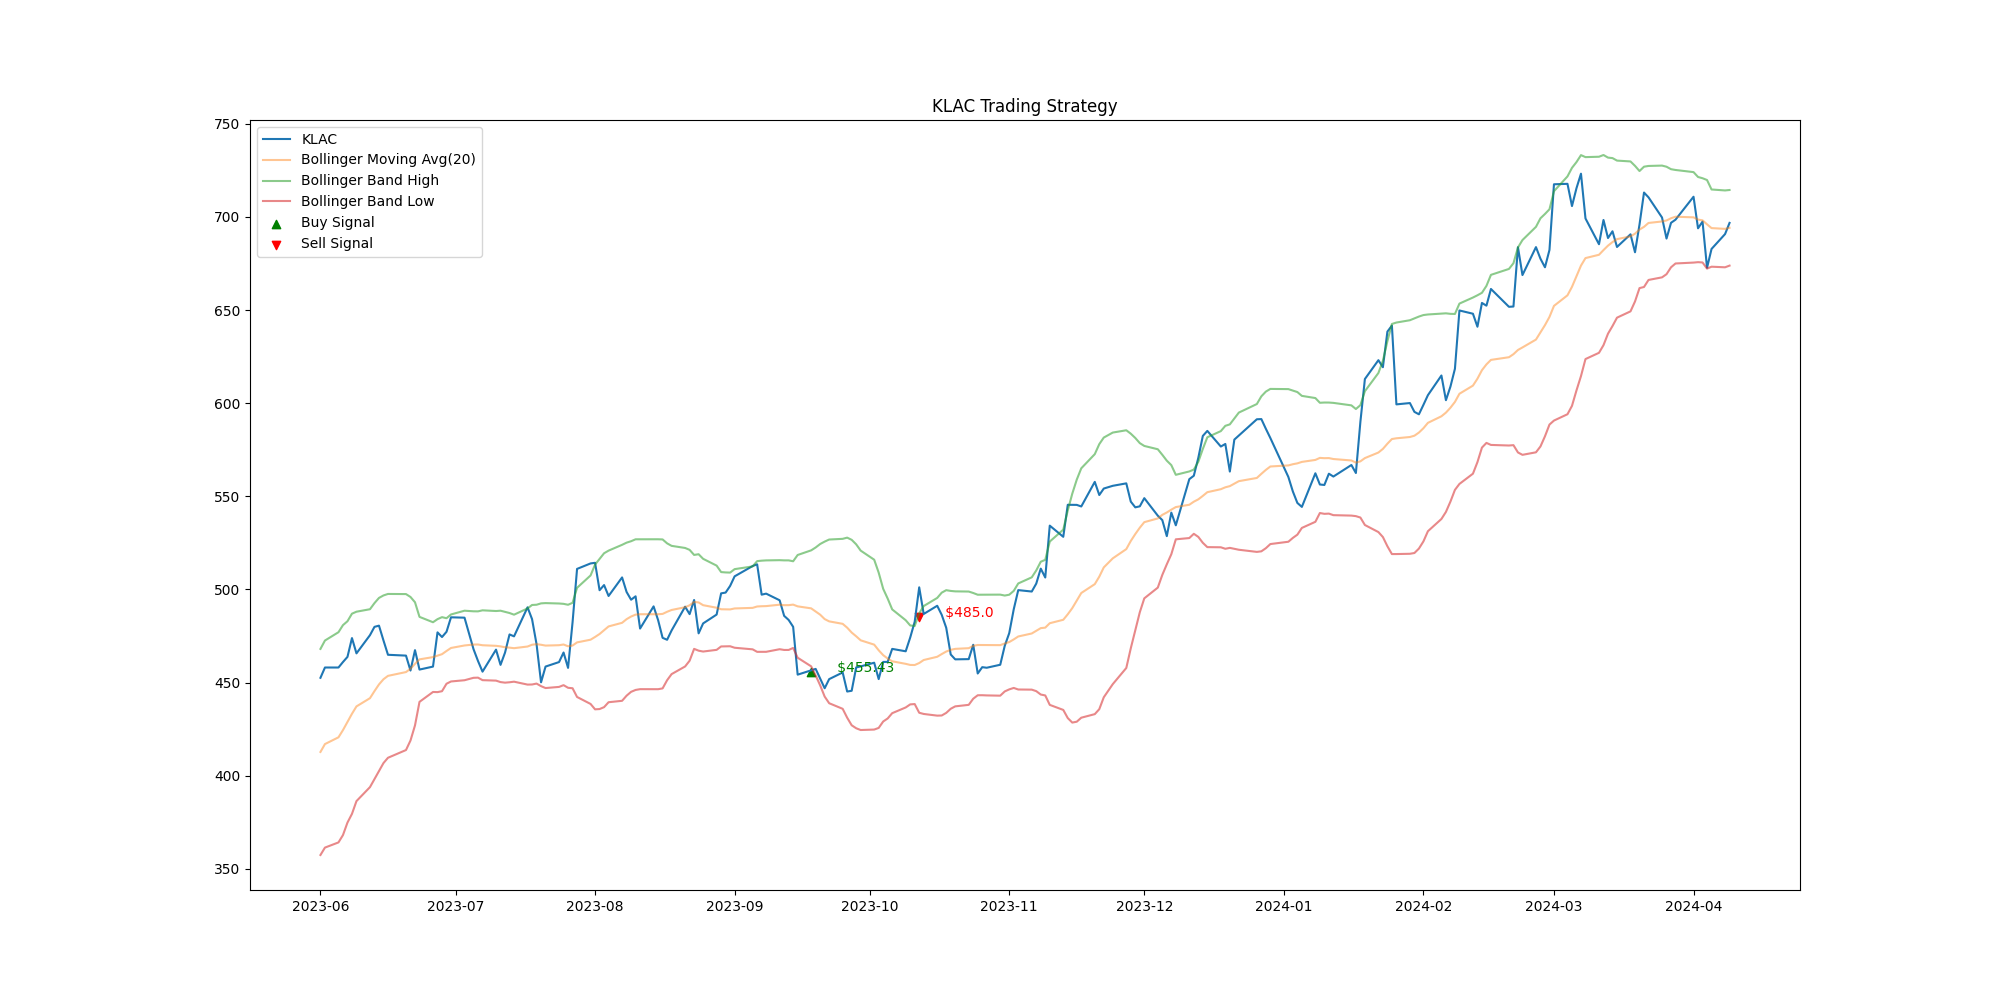 KLAC Trading Strategy
750
700
650
600
550
500
450
400
350
KLAC
Bollinger Moving Avg(20)
Bollinger Band High
Bollinger Band Low
Buy Signal
Sell Signal
$485.0
$455.43
2023-06 2023-07 2023-08 2023-09 2023-10 2023-11 2023-12 2024-01 2024-02 2024-03 2024-04